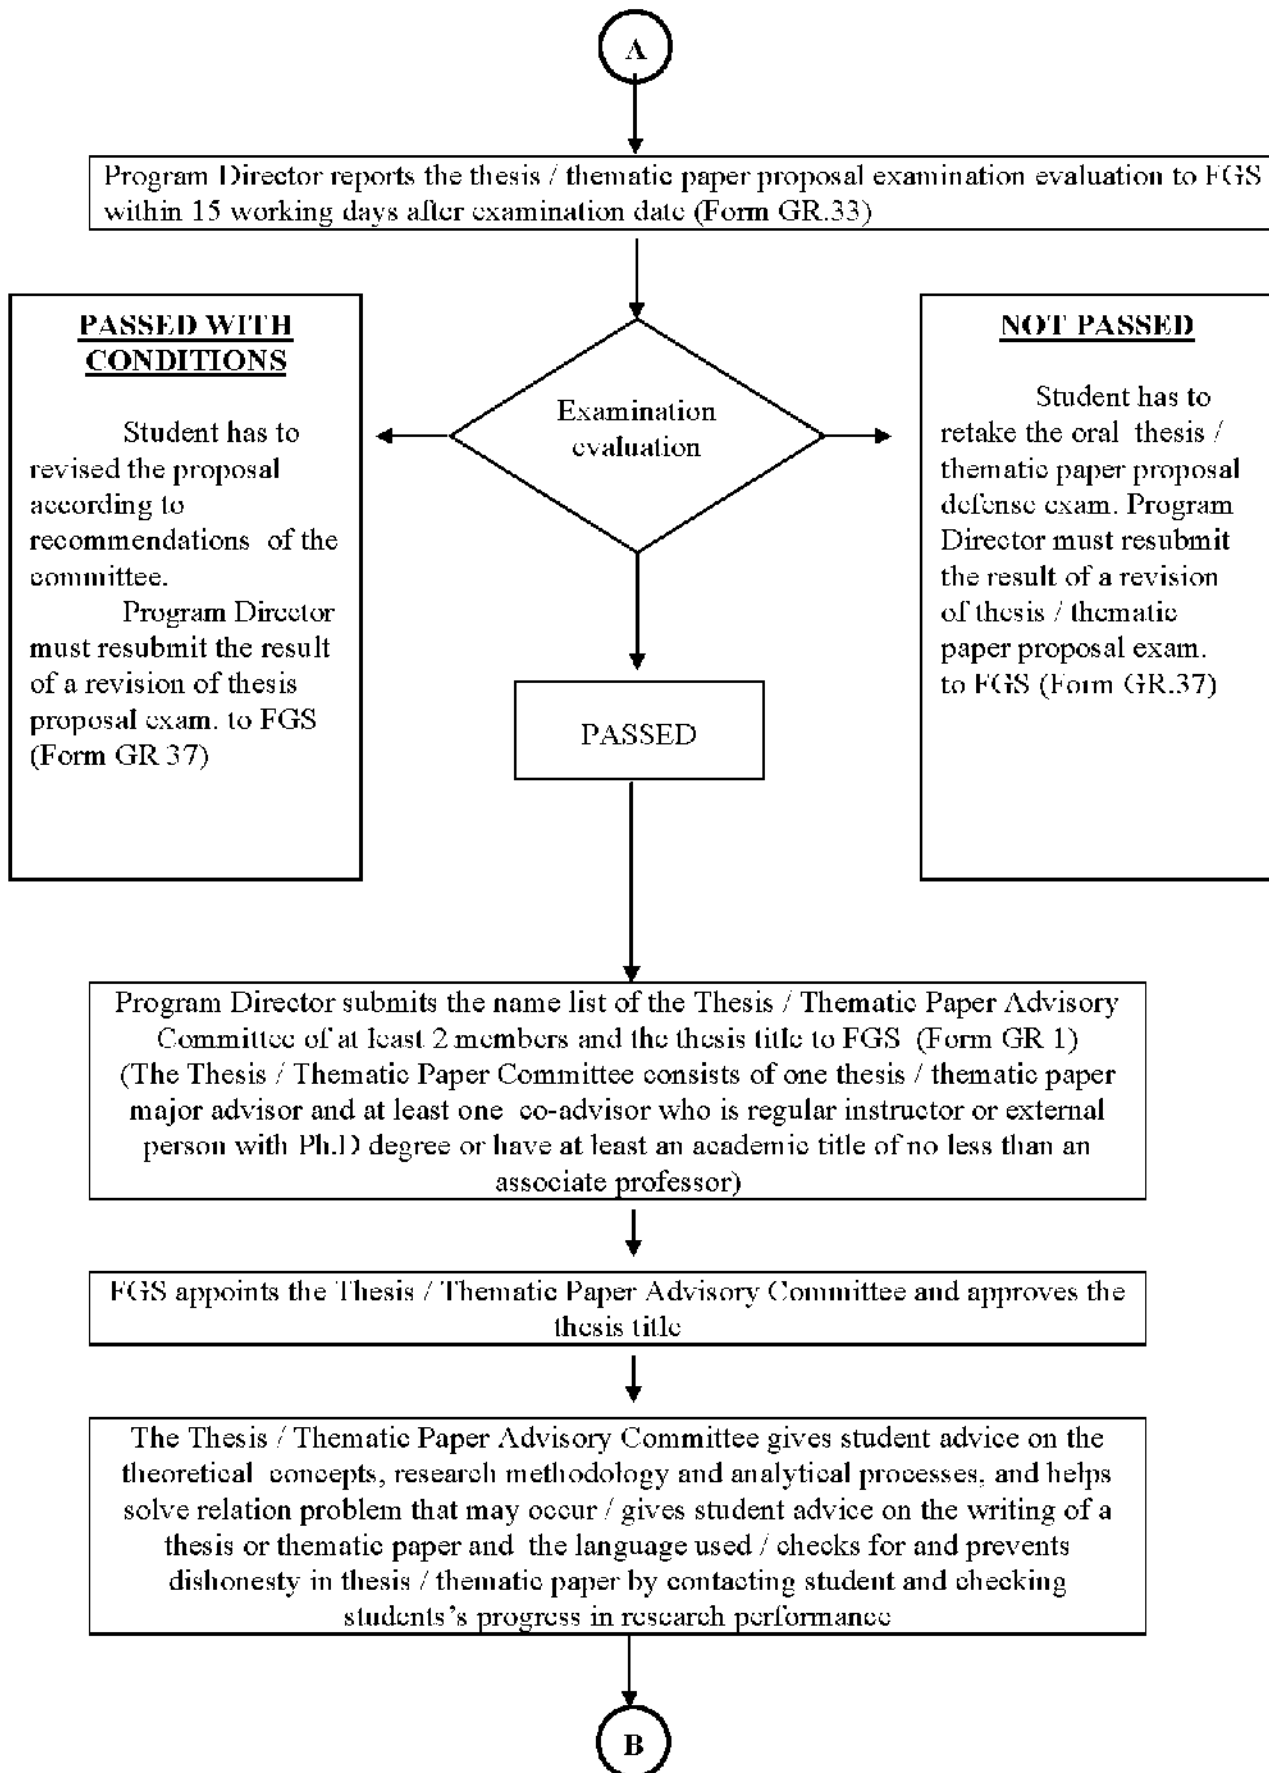 A
Program Director reports the thesis / thematic paper proposal examination evaluation to FGS
within 15 working days after examination date (Form GR.33)
PASSED WITH
CONDITIONS
Student has to
revised the proposal
according to
recommendations of the
committee.
Program Director
must resubmit the result
of a revision of thesis
proposal exam. to FGS
(Form GR 37)
Examination
evaluation
NOT PASSED
Student has to
retake the oral thesis /
thematic paper proposal
defense exam. Program
Director must resubmit
the result of a revision
of thesis / thematic
paper proposal exam.
to FGS (Form GR.37)
PASSED
Program Director submits the name list of the Thesis / Thematic Paper Advisory
Committee of at least 2 members and the thesis title to FGS (Form GR 1)
(The Thesis / Thematic Paper Committee consists of one thesis / thematic paper
major advisor and at least one co-advisor who is regular instructor or external
person with Ph.D degree or have at least an academic title of no less than an
associate professor)
FGS appoints the Thesis / Thematic Paper Advisory Committee and approves the
thesis title
The Thesis / Thematic Paper Advisory Committee gives student advice on the
theoretical concepts, research methodology and analytical processes, and helps
solve relation problem that may occur / gives student advice on the writing of a
thesis or thematic paper and the language used / checks for and prevents
dishonesty in thesis / thematic paper by contacting student and checking
students's progress in research performance
B